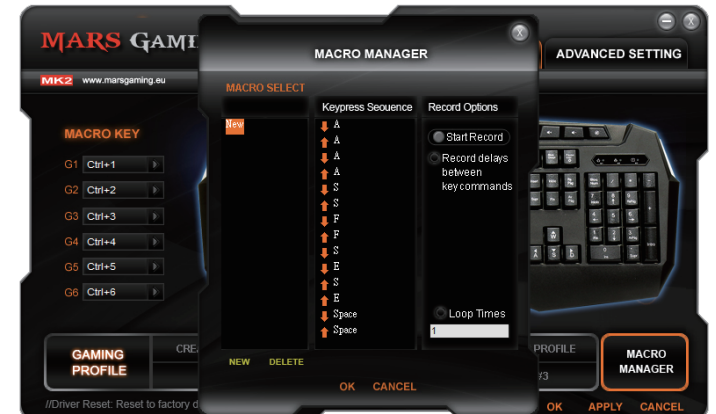 MARS GAMI
MACRO MANAGER
ADVANCED SETTING
MK2 www.marsgaming.eu
MACRO SELECT
Keypress Seouence
Record Options
New
A
A
A
A
S
S
F
F
S
E
S
E
Space
Space
Start Record
Record delays
between
key commands
Loop Times
1
MACRO KEY
G1 Ctrl+1
G2 Ctrl+2
G3 Ctrl+3
G4 Ctrl+4
G5 Ctrl+5
G6 Ctrl+6
NEW DELETE
OK CANCEL
GAMING
PROFILE
CREA
PROFILE
#3
MACRO
MANAGER
//Driver Reset: Reset to factory d
OK APPLY CANCEL